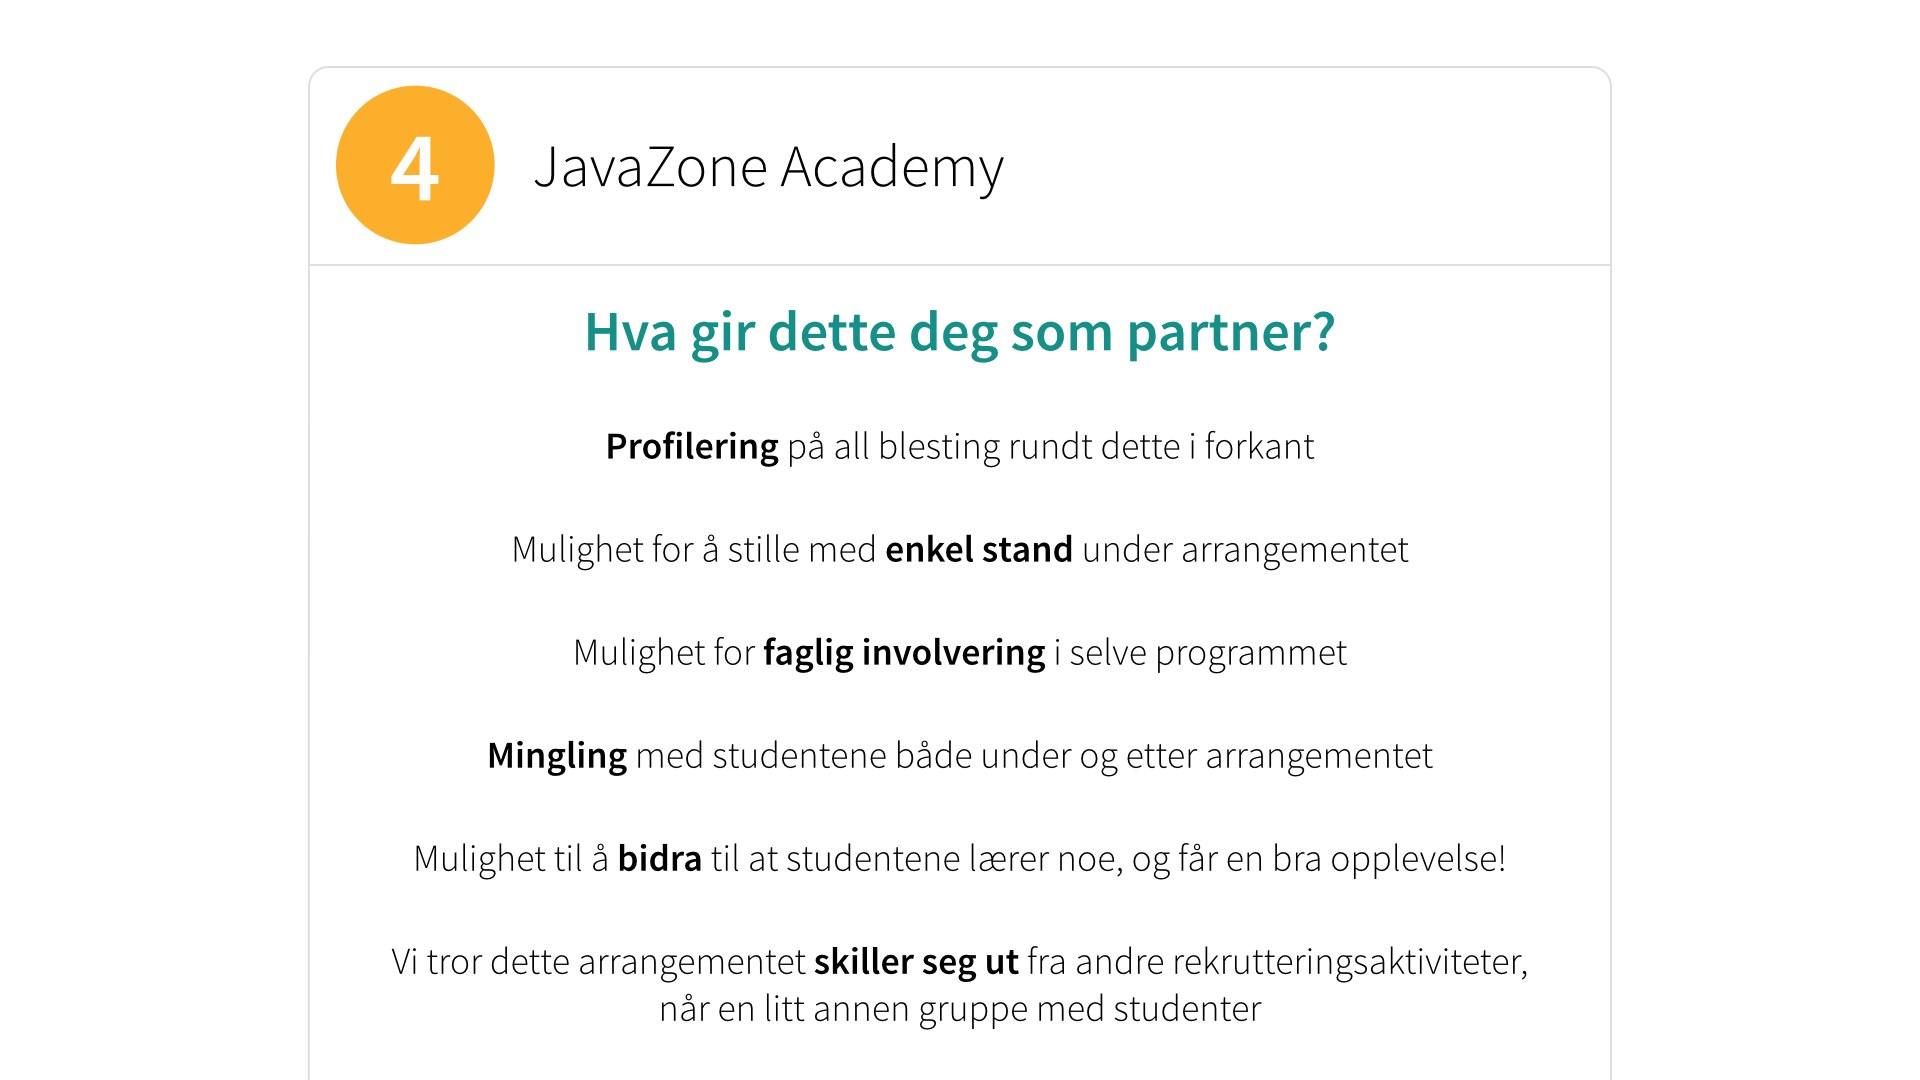 4
JavaZone Academy
Hva gir dette deg som partner?
Profilering på all blesting rundt dette i forkant
Mulighet for å stille med enkel stand under arrangementet
Mulighet for faglig involvering i selve programmet
Mingling med studentene både under og etter arrangementet
Mulighet til å bidra til at studentene lærer noe, og får en bra opplevelse!
Vi tror dette arrangementet skiller seg ut fra andre rekrutteringsaktiviteter,
når en litt annen gruppe med studenter